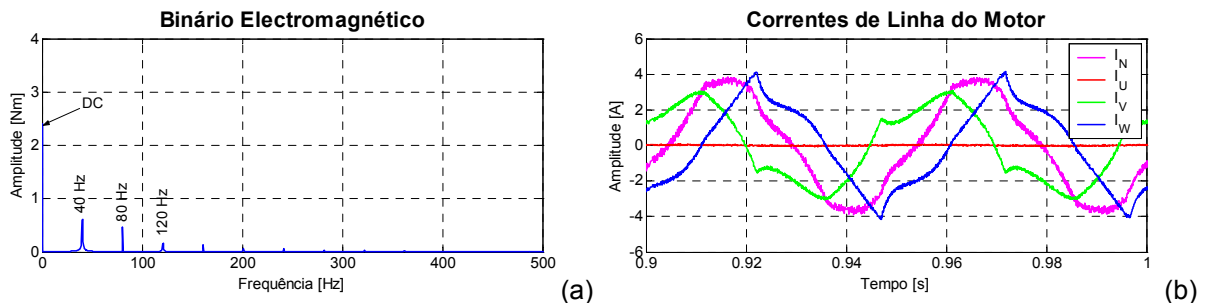 Binário Electromagnético
Amplitude [Nm]
4
3
2
1
0
DC
40 Hz
80 Hz
120 Hz
0 100 200 300 400 500
Frequência [Hz]
(a)
Correntes de Linha do Motor
Amplitude [A]
6
4
2
0
-2
-4
-6
I_N
I_U
I_V
I_W
0.9 0.92 0.94 0.96 0.98 1
Tempo [s]
(b)